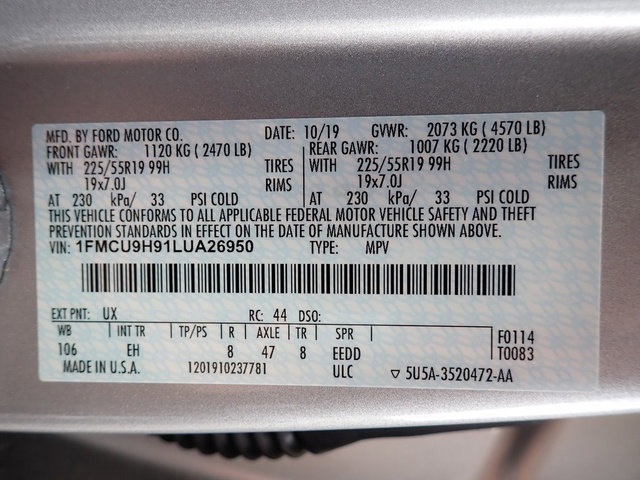 MFD. BY FORD MOTOR CO. DATE: 10/19 GVWR: 2073 KG ( 4570 LB)
FRONT GAWR: 1120 KG ( 2470 LB) REAR GAWR: 1007 KG ( 2220 LB)
WITH 225/55R19 99H TIRES WITH 225/55R19 99H TIRES
19x7.0J RIMS 19x7.0J RIMS
AT 230 kPa/ 33 PSI COLD AT 230 kPa/ 33 PSI COLD
THIS VEHICLE CONFORMS TO ALL APPLICABLE FEDERAL MOTOR VEHICLE SAFETY AND THEFT
PREVENTION STANDARDS IN EFFECT ON THE DATE OF MANUFACTURE SHOWN ABOVE.
VIN: 1FMCU9H91LUA26950 TYPE: MPV
EXT PNT: UX RC: 44 DSO:
WB INT TR TP/PS R AXLE TR SPR F0114
106 EH 8 47 8 EEDD T0083
MADE IN U.S.A. 1201910237781 ULC ▽ 5U5A-3520472-AA